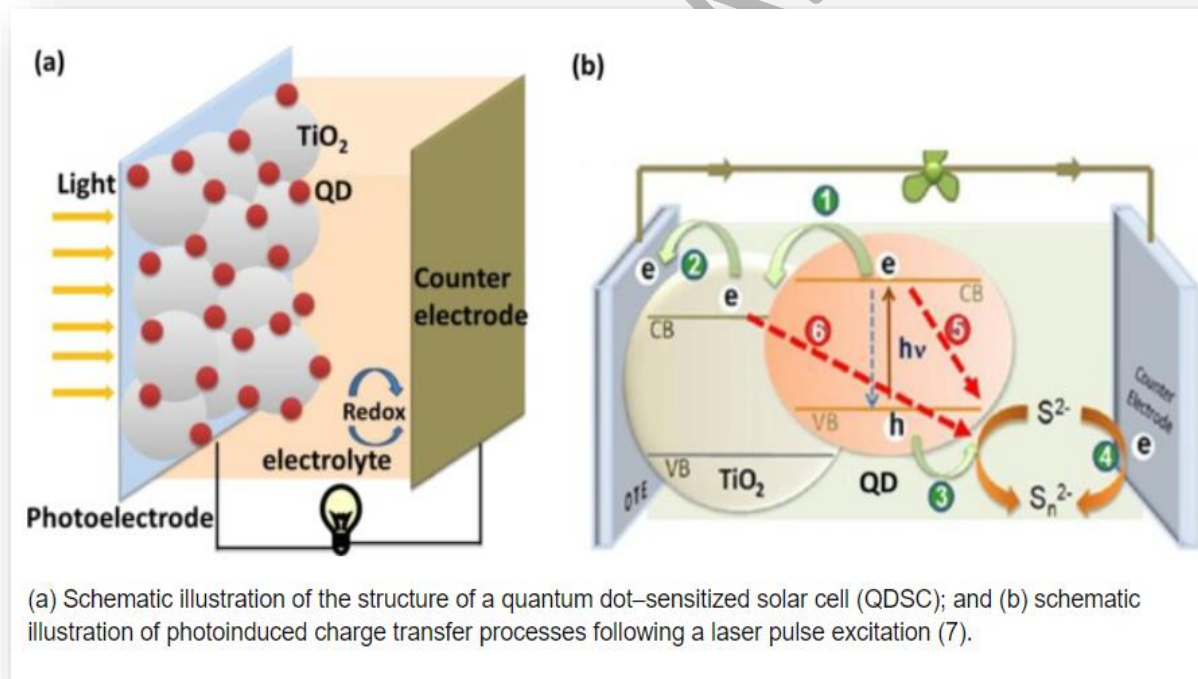 (a)
TiO₂
Light
QD
Counter
electrode
Redox
electrolyte
Photoelectrode
(b)
1
2
e
e
e
CB
CB
6
5
hν
VB
h
S²⁻
Counter
Electrode
e
4
VB
TiO₂
QD
3
Sₙ²⁻
OTE
(a) Schematic illustration of the structure of a quantum dot–sensitized solar cell (QDSC); and (b) schematic
illustration of photoinduced charge transfer processes following a laser pulse excitation (7).